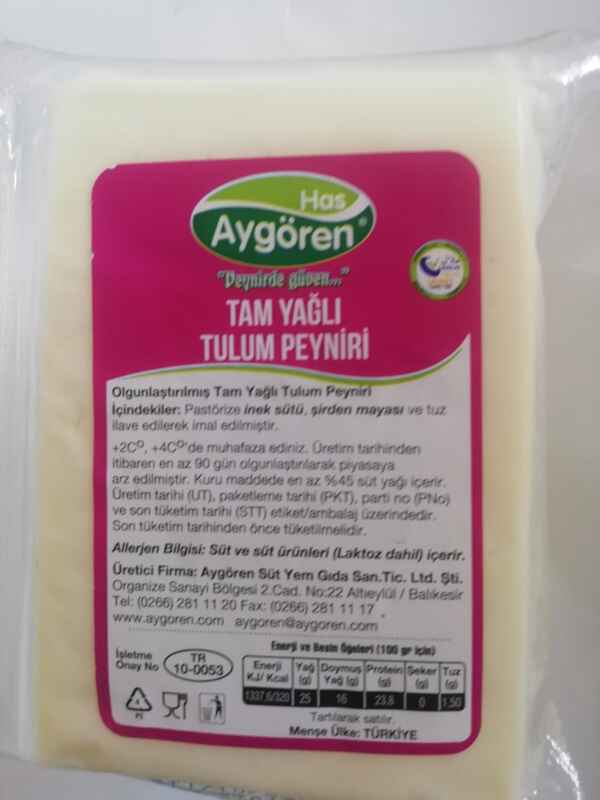 Has
Aygören®
"Peynirde güven..."
TAM YAĞLI
TULUM PEYNİRİ
Olgunlaştırılmış Tam Yağlı Tulum Peyniri
İçindekiler: Pastörize inek sütü, şirden mayası ve tuz
ilave edilerek imal edilmiştir.
+2C⁰, +4C⁰'de muhafaza ediniz. Üretim tarihinden
itibaren en az 90 gün olgunlaştırılarak piyasaya
arz edilmiştir. Kuru maddede en az %45 süt yağı içerir.
Üretim tarihi (UT), paketleme tarihi (PKT), parti no (PNo)
ve son tüketim tarihi (STT) etiket/ambalaj üzerindedir.
Son tüketim tarihinden önce tüketilmelidir.
Allerjen Bilgisi: Süt ve süt ürünleri (Laktoz dahil) içerir.
Üretici Firma: Aygören Süt Yem Gıda San.Tic. Ltd. Şti.
Organize Sanayi Bölgesi 2.Cad. No:22 Altıeylül / Balıkesir
Tel: (0266) 281 11 20 Fax: (0266) 281 11 17
www.aygoren.com aygoren@aygoren.com
İşletme
Onay No
TR
10-0053
Enerji ve Besin Öğeleri (100 gr için)
Enerji KJ/ Kcal Yağ (g) Doymuş Yağ (g) Protein (g) Şeker (g) Tuz (g)
1337,6/320 25 16 23,8 0 1,50
PE
Tartılarak satılır.
Menşe Ülke: TÜRKİYE